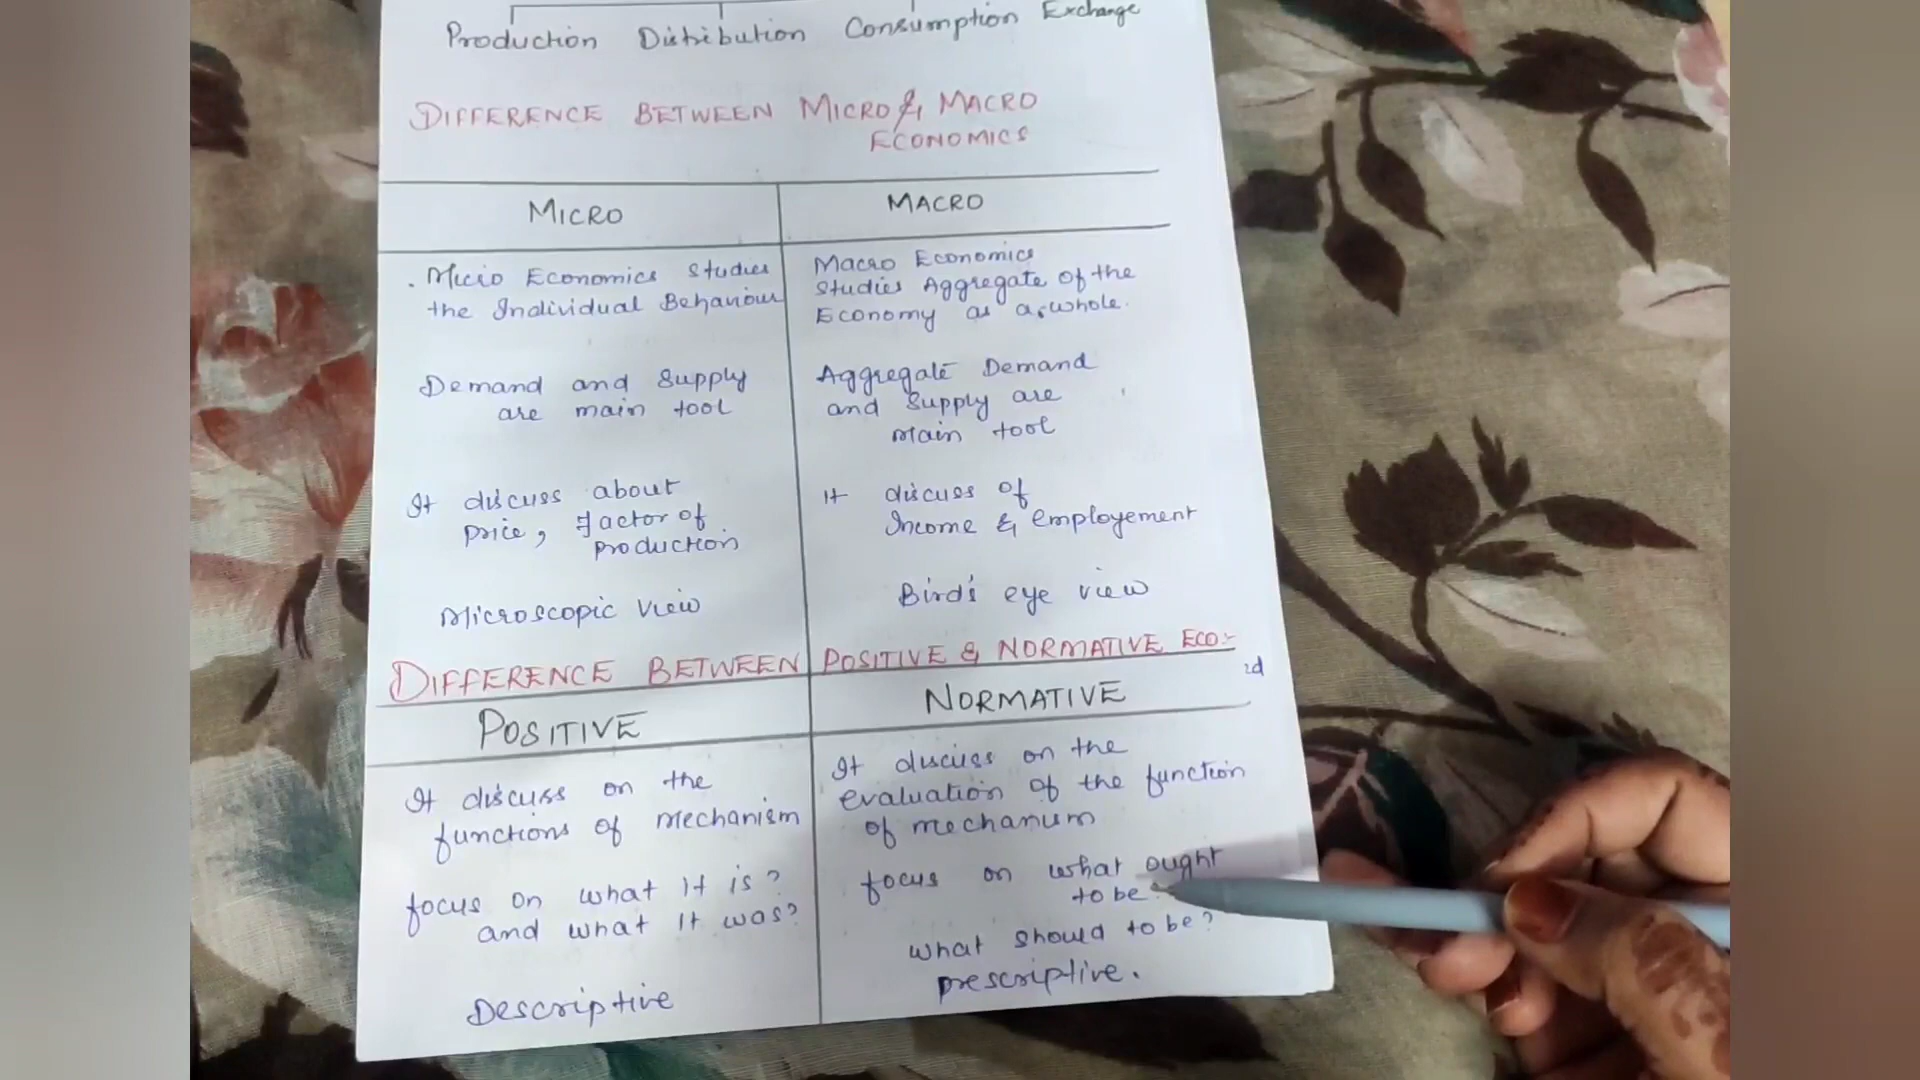 Production Distribution Consumption Exchange
DIFFERENCE BETWEEN MICRO & MACRO
ECONOMICS
MICRO
MACRO
. Micro Economics Studies
the Individual Behaviour
Macro Economics
Studies Aggregate of the
Economy as a whole.
Demand and Supply
are main tool
Aggregate Demand
and Supply are
Main tool
It discuss about
price, factor of
production
It discuss of
Income & employement
Microscopic View
Bird's eye view
DIFFERENCE BETWEEN POSITIVE & NORMATIVE ECO:-
POSITIVE
NORMATIVE
It discuss on the
functions of mechanism
It discuss on the
evaluation of the function
of mechanum
focus on what it is?
and what it was?
focus on what ought
to be
what should to be?
Descriptive
prescriptive.